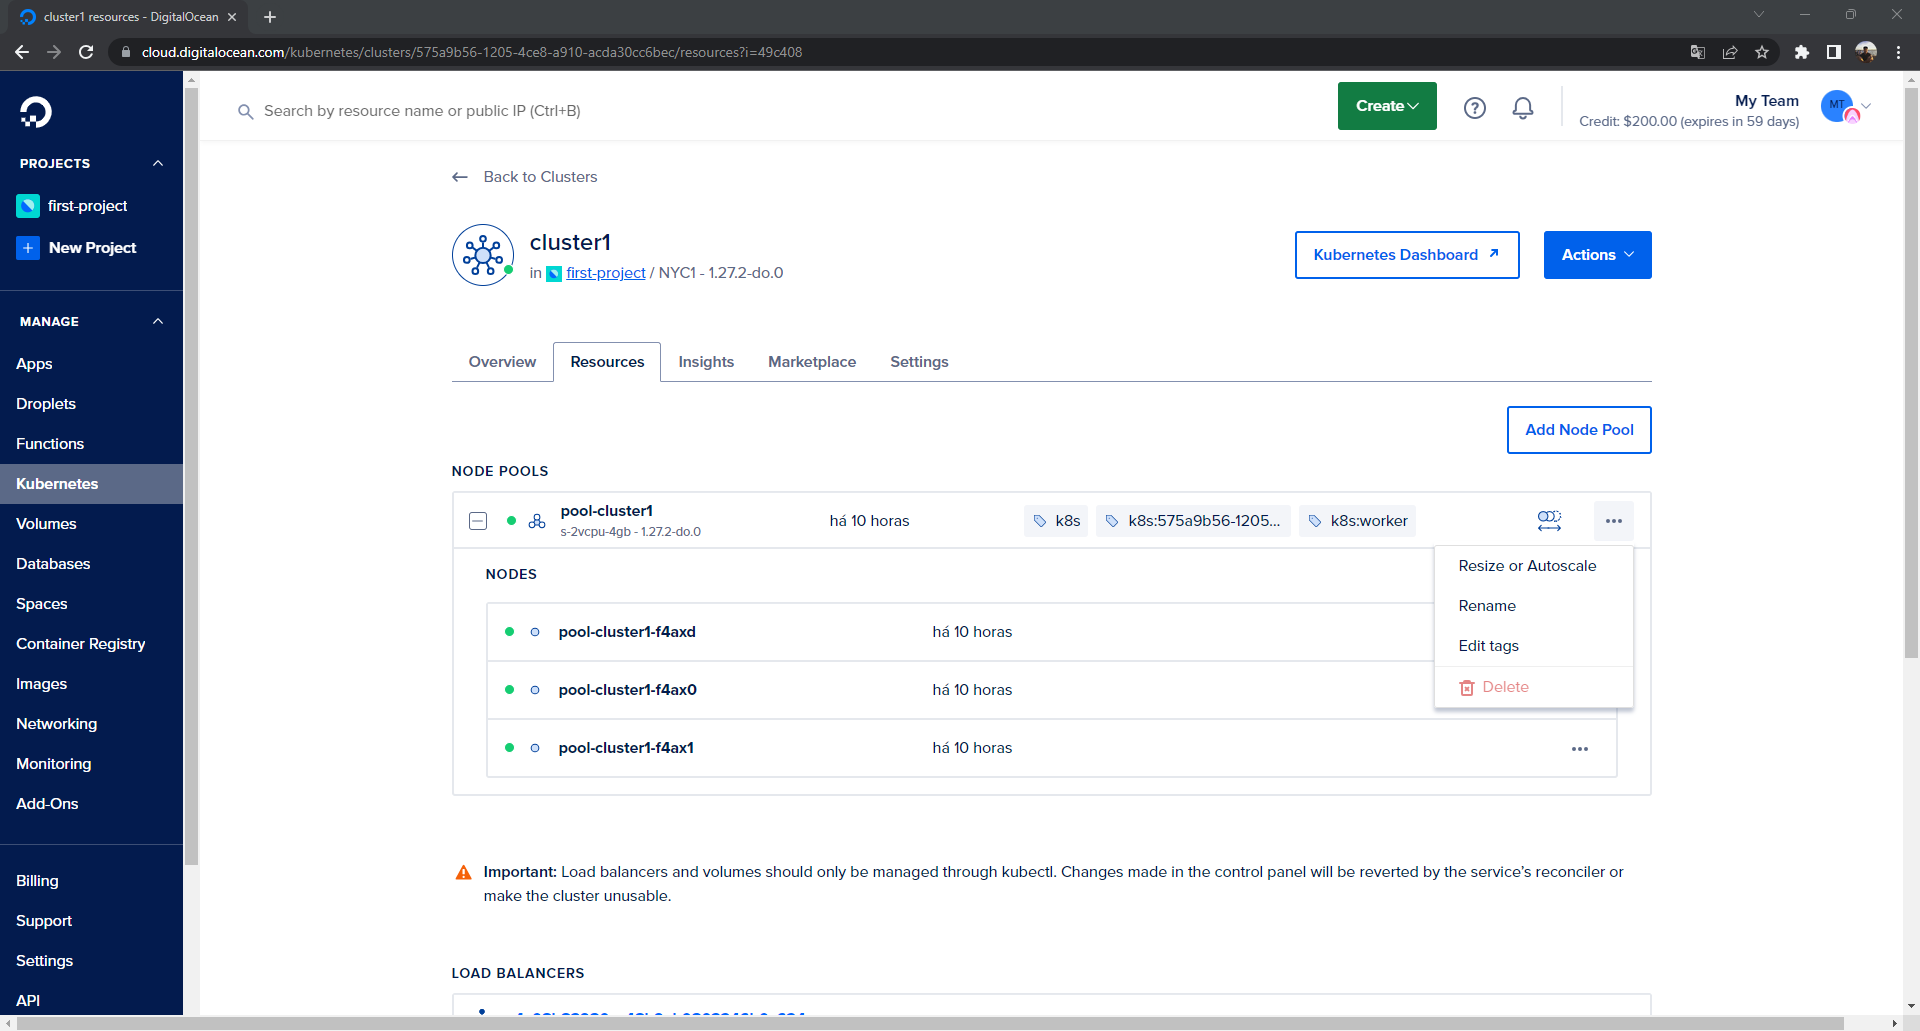 cluster1 resources - DigitalOcean
cloud.digitalocean.com/kubernetes/clusters/575a9b56-1205-4ce8-a910-acda30cc6bec/resources?i=49c408
Search by resource name or public IP (Ctrl+B)
Create
My Team
Credit: $200.00 (expires in 59 days)
MT
PROJECTS
first-project
New Project
MANAGE
Apps
Droplets
Functions
Kubernetes
Volumes
Databases
Spaces
Container Registry
Images
Networking
Monitoring
Add-Ons
Billing
Support
Settings
API
Back to Clusters
cluster1
in first-project / NYC1 - 1.27.2-do.0
Kubernetes Dashboard
Actions
Overview
Resources
Insights
Marketplace
Settings
Add Node Pool
NODE POOLS
pool-cluster1
s-2vcpu-4gb - 1.27.2-do.0
há 10 horas
k8s
k8s:575a9b56-1205...
k8s:worker
Resize or Autoscale
Rename
Edit tags
Delete
NODES
pool-cluster1-f4axd
há 10 horas
pool-cluster1-f4ax0
há 10 horas
pool-cluster1-f4ax1
há 10 horas
Important: Load balancers and volumes should only be managed through kubectl. Changes made in the control panel will be reverted by the service's reconciler or
make the cluster unusable.
LOAD BALANCERS